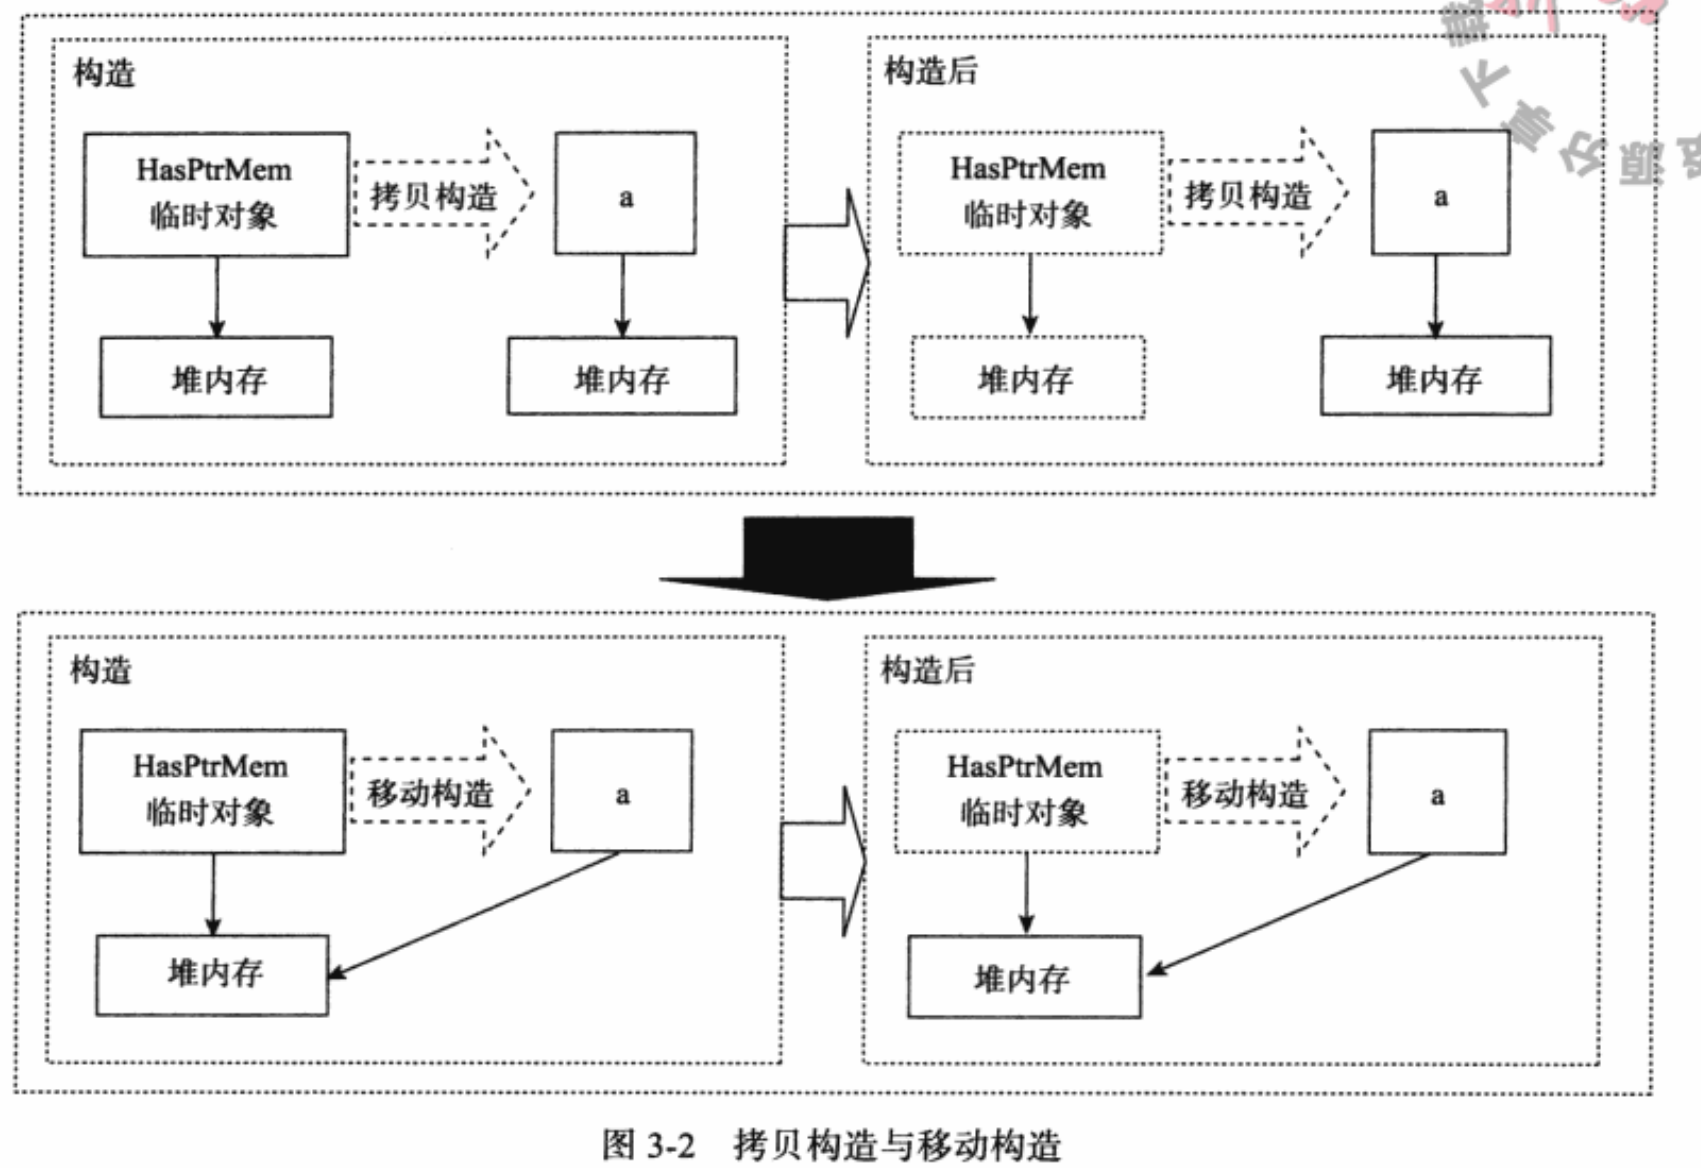 构造
HasPtrMem
临时对象
拷贝构造
a
堆内存
堆内存
构造后
HasPtrMem
临时对象
拷贝构造
a
堆内存
堆内存
构造
HasPtrMem
临时对象
移动构造
a
堆内存
构造后
HasPtrMem
临时对象
移动构造
a
堆内存
图 3-2 拷贝构造与移动构造